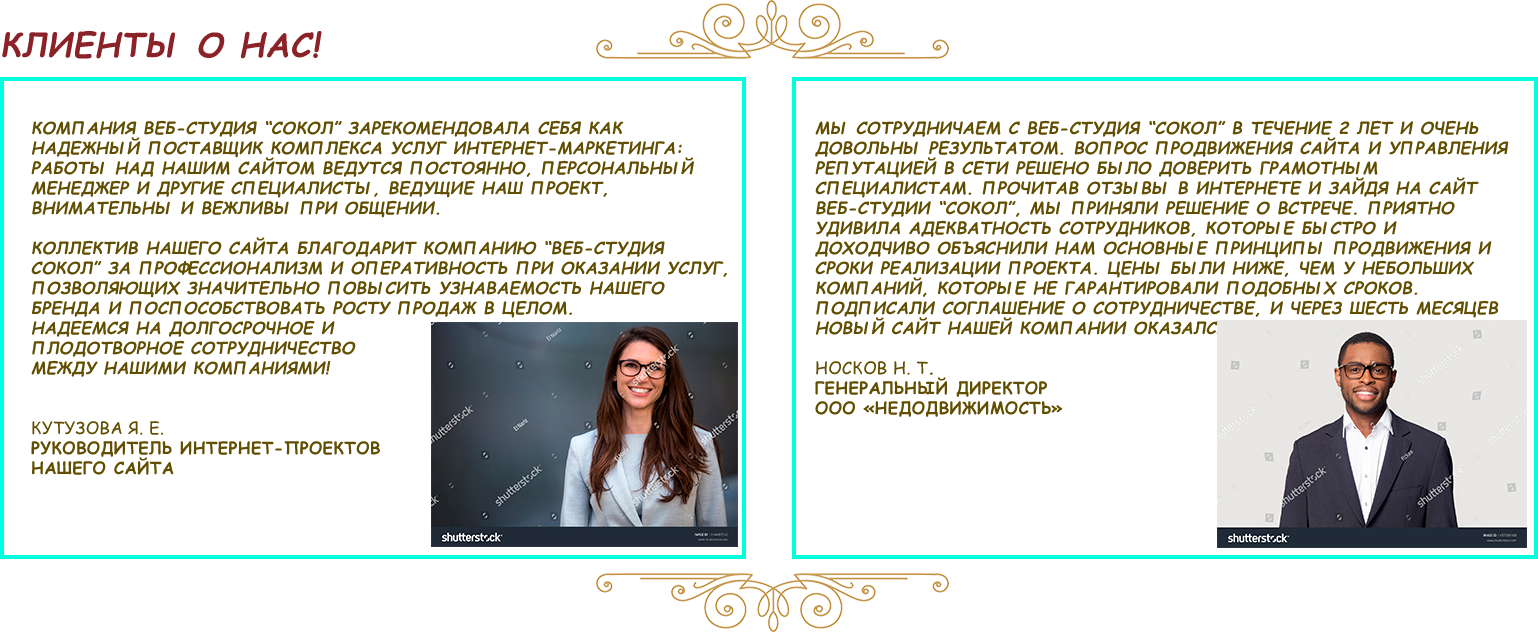 КЛИЕНТЫ О НАС!
КОМПАНИЯ ВЕБ-СТУДИЯ “СОКОЛ” ЗАРЕКОМЕНДОВАЛА СЕБЯ КАК
НАДЕЖНЫЙ ПОСТАВЩИК КОМПЛЕКСА УСЛУГ ИНТЕРНЕТ-МАРКЕТИНГА:
РАБОТЫ НАД НАШИМ САЙТОМ ВЕДУТСЯ ПОСТОЯННО, ПЕРСОНАЛЬНЫЙ
МЕНЕДЖЕР И ДРУГИЕ СПЕЦИАЛИСТЫ, ВЕДУЩИЕ НАШ ПРОЕКТ,
ВНИМАТЕЛЬНЫ И ВЕЖЛИВЫ ПРИ ОБЩЕНИИ.
КОЛЛЕКТИВ НАШЕГО САЙТА БЛАГОДАРИТ КОМПАНИЮ “ВЕБ-СТУДИЯ
СОКОЛ” ЗА ПРОФЕССИОНАЛИЗМ И ОПЕРАТИВНОСТЬ ПРИ ОКАЗАНИИ УСЛУГ,
ПОЗВОЛЯЮЩИХ ЗНАЧИТЕЛЬНО ПОВЫСИТЬ УЗНАВАЕМОСТЬ НАШЕГО
БРЕНДА И ПОСПОСОБСТВОВАТЬ РОСТУ ПРОДАЖ В ЦЕЛОМ.
НАДЕЕМСЯ НА ДОЛГОСРОЧНОЕ И
ПЛОДОТВОРНОЕ СОТРУДНИЧЕСТВО
МЕЖДУ НАШИМИ КОМПАНИЯМИ!
КУТУЗОВА Я. Е.
РУКОВОДИТЕЛЬ ИНТЕРНЕТ-ПРОЕКТОВ
НАШЕГО САЙТА
shutterstock
МЫ СОТРУДНИЧАЕМ С ВЕБ-СТУДИЯ “СОКОЛ” В ТЕЧЕНИЕ 2 ЛЕТ И ОЧЕНЬ
ДОВОЛЬНЫ РЕЗУЛЬТАТОМ. ВОПРОС ПРОДВИЖЕНИЯ САЙТА И УПРАВЛЕНИЯ
РЕПУТАЦИЕЙ В СЕТИ РЕШЕНО БЫЛО ДОВЕРИТЬ ГРАМОТНЫМ
СПЕЦИАЛИСТАМ. ПРОЧИТАВ ОТЗЫВЫ В ИНТЕРНЕТЕ И ЗАЙДЯ НА САЙТ
ВЕБ-СТУДИИ “СОКОЛ”, МЫ ПРИНЯЛИ РЕШЕНИЕ О ВСТРЕЧЕ. ПРИЯТНО
УДИВИЛА АДЕКВАТНОСТЬ СОТРУДНИКОВ, КОТОРЫЕ БЫСТРО И
ДОХОДЧИВО ОБЪЯСНИЛИ НАМ ОСНОВНЫЕ ПРИНЦИПЫ ПРОДВИЖЕНИЯ И
СРОКИ РЕАЛИЗАЦИИ ПРОЕКТА. ЦЕНЫ БЫЛИ НИЖЕ, ЧЕМ У НЕБОЛЬШИХ
КОМПАНИЙ, КОТОРЫЕ НЕ ГАРАНТИРОВАЛИ ПОДОБНЫХ СРОКОВ.
ПОДПИСАЛИ СОГЛАШЕНИЕ О СОТРУДНИЧЕСТВЕ, И ЧЕРЕЗ ШЕСТЬ МЕСЯЦЕВ
НОВЫЙ САЙТ НАШЕЙ КОМПАНИИ ОКАЗАЛС
НОСКОВ Н. Т.
ГЕНЕРАЛЬНЫЙ ДИРЕКТОР
ООО «НЕДОДВИЖИМОСТЬ»
shutterstock